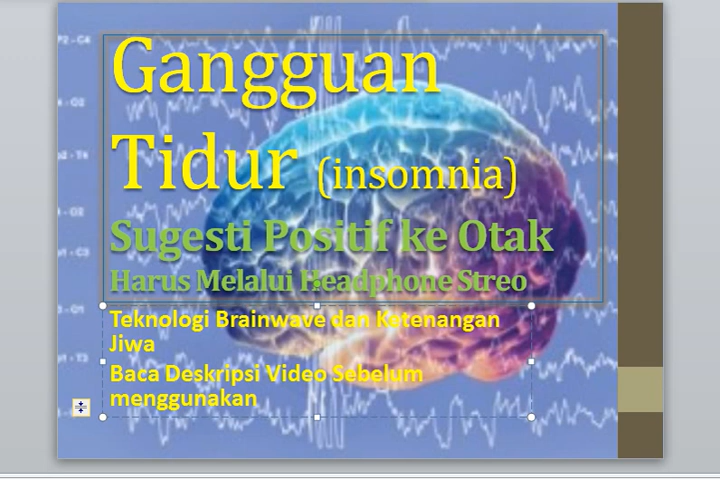 Gangguan
Tidur (insomnia)
Sugesti Positif ke Otak
Harus Melalui Headphone Streo
Teknologi Brainwave dan Ketenangan
Jiwa
Baca Deskripsi Video Sebelum
menggunakan